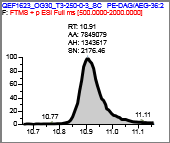 QEF1623_OG30_T3-250-0-3_SC PE-DAG/AEG-36:2
F: FTMS + p ESI Full ms [500.0000-2000.0000]
RT: 10.91
AA: 7849079
AH: 1343617
SN: 2176.46
100
80
60
40
20
0
10.77
11.11
10.7 10.8 10.9 11.0 11.1